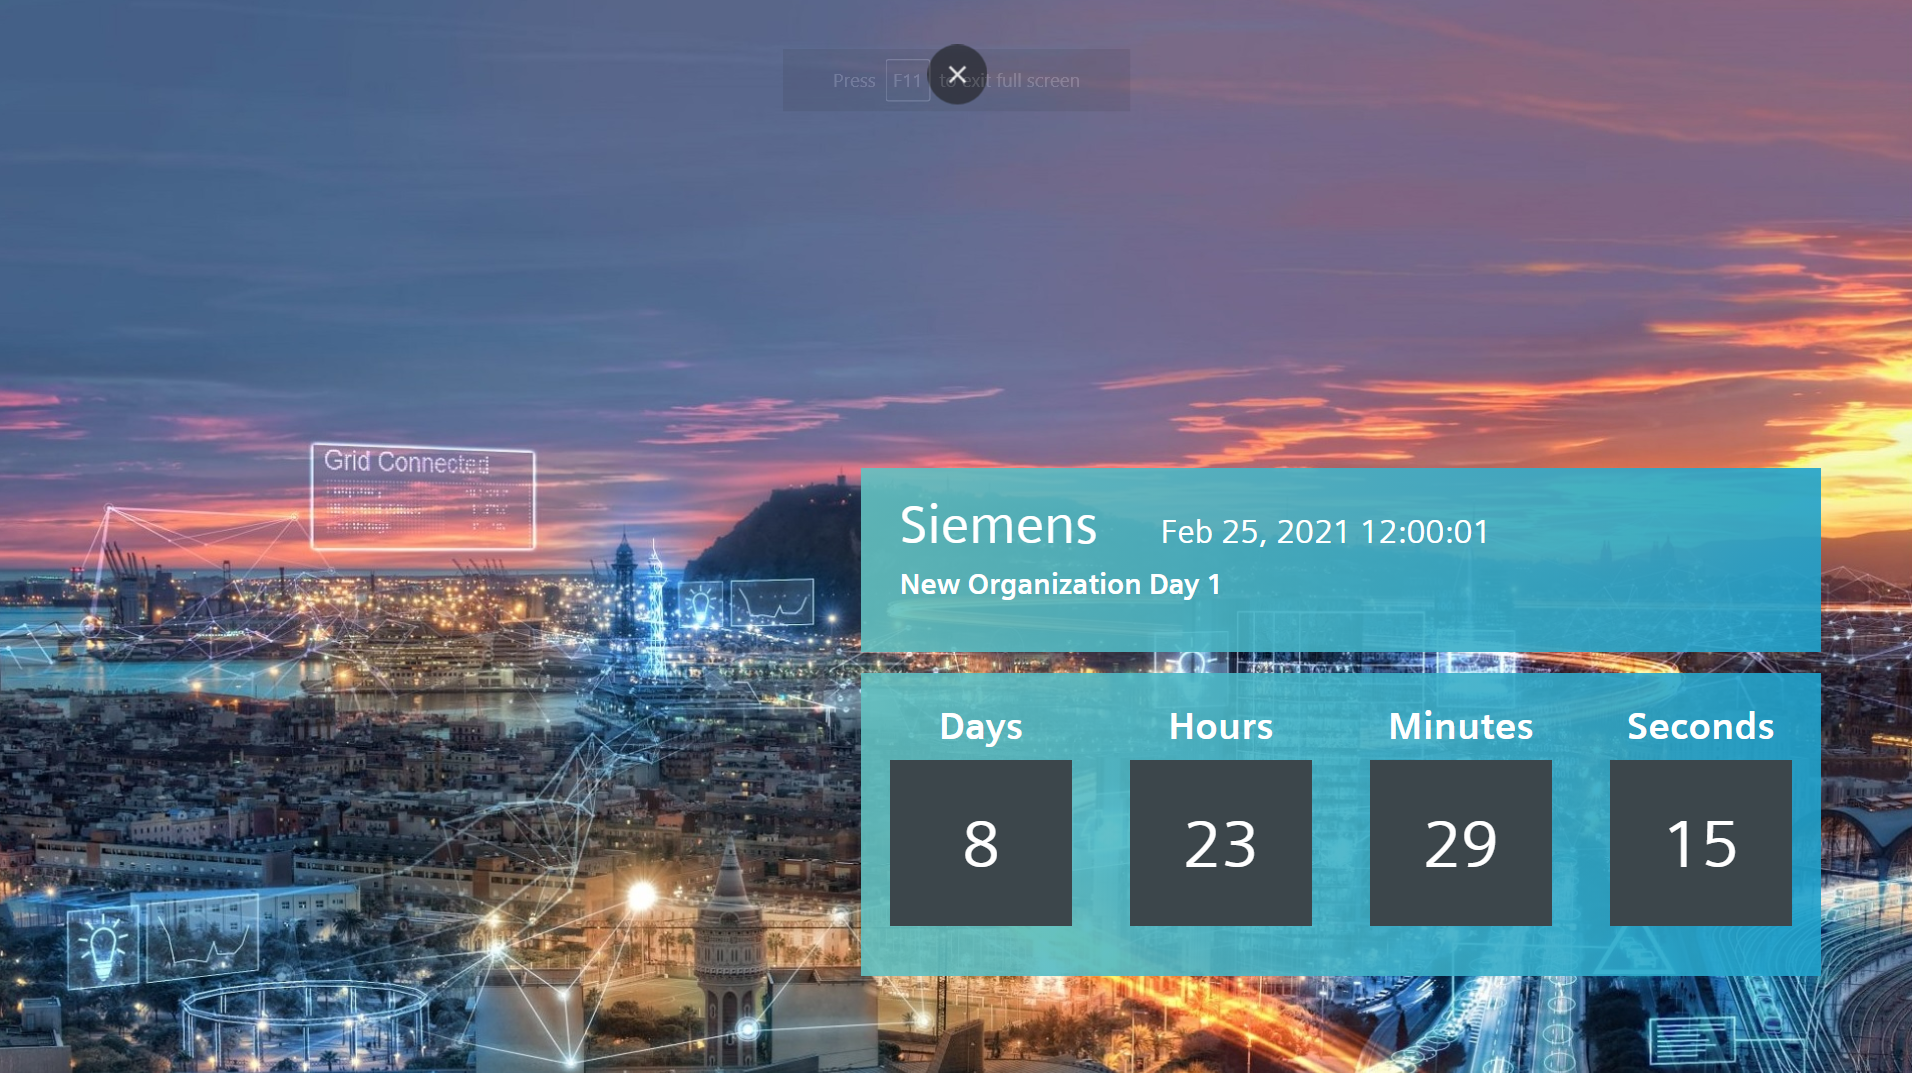 Press F11 to exit full screen
Grid Connected
Siemens Feb 25, 2021 12:00:01
New Organization Day 1
Days Hours Minutes Seconds
8 23 29 15